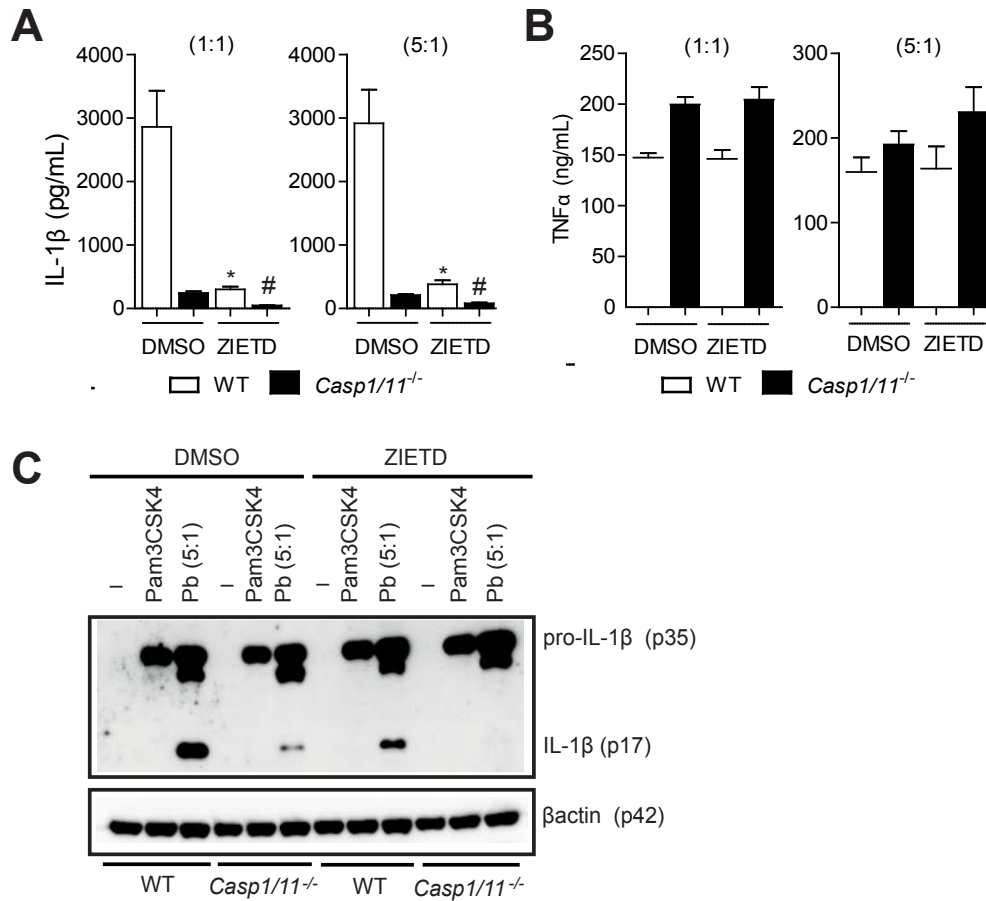 A
(1:1)
(5:1)
IL-1β (pg/mL)
4000
3000
2000
1000
0
*
#
DMSO ZIETD
4000
3000
2000
1000
0
*
#
DMSO ZIETD
WT Casp1/11-/-
B
(1:1)
(5:1)
TNFα (ng/mL)
250
200
150
100
50
0
DMSO ZIETD
300
200
100
0
DMSO ZIETD
WT Casp1/11-/-
C
DMSO ZIETD
–
Pam3CSK4
Pb (5:1)
–
Pam3CSK4
Pb (5:1)
–
Pam3CSK4
Pb (5:1)
–
Pam3CSK4
Pb (5:1)
pro-IL-1β (p35)
IL-1β (p17)
βactin (p42)
WT Casp1/11-/- WT Casp1/11-/-